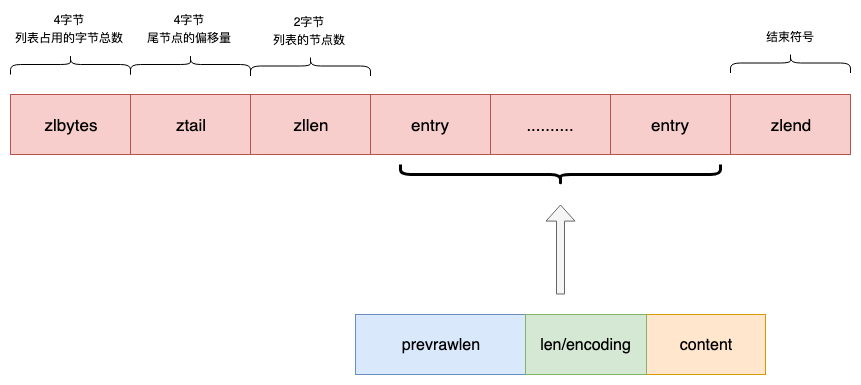 4字节
列表占用的字节总数
4字节
尾节点的偏移量
2字节
列表的节点数
结束符号
zlbytes
ztail
zllen
entry
..........
entry
zlend
prevrawlen
len/encoding
content